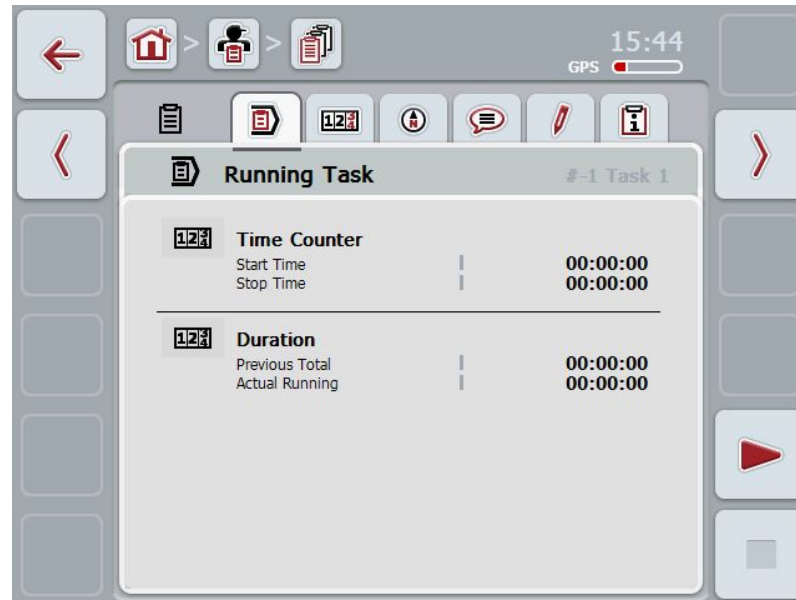 15:44
GPS
Running Task #-1 Task 1
Time Counter
Start Time 00:00:00
Stop Time 00:00:00
Duration
Previous Total 00:00:00
Actual Running 00:00:00